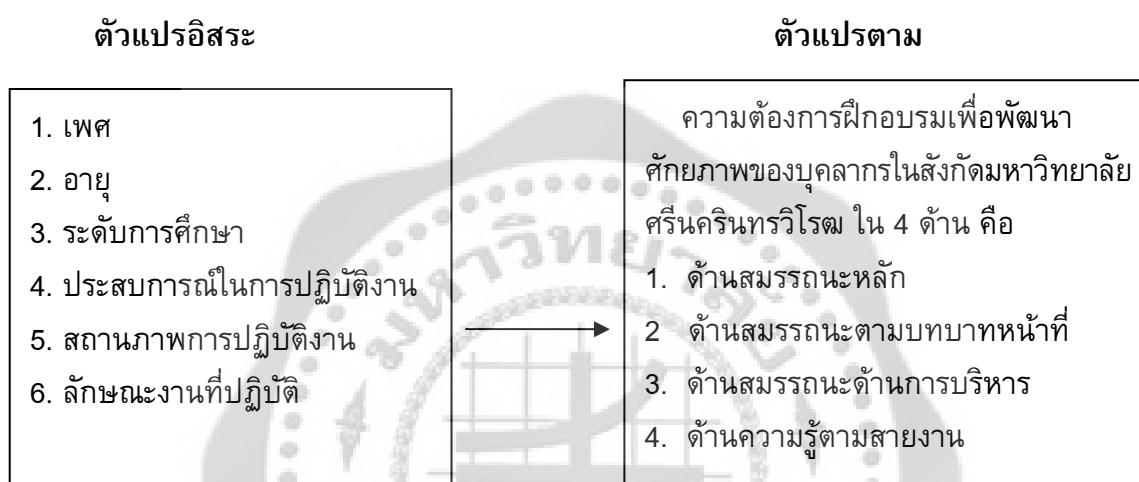 ตัวแปรอิสระ
ตัวแปรตาม
1. เพศ
2. อายุ
3. ระดับการศึกษา
4. ประสบการณ์ในการปฏิบัติงาน
5. สถานภาพการปฏิบัติงาน
6. ลักษณะงานที่ปฏิบัติ
ความต้องการฝึกอบรมเพื่อพัฒนา
ศักยภาพของบุคลากรในสังกัดมหาวิทยาลัย
ศรีนครินทรวิโรฒ ใน 4 ด้าน คือ
1. ด้านสมรรถนะหลัก
2 ด้านสมรรถนะตามบทบาทหน้าที่
3. ด้านสมรรถนะด้านการบริหาร
4. ด้านความรู้ตามสายงาน
มหาวิทยาลัย